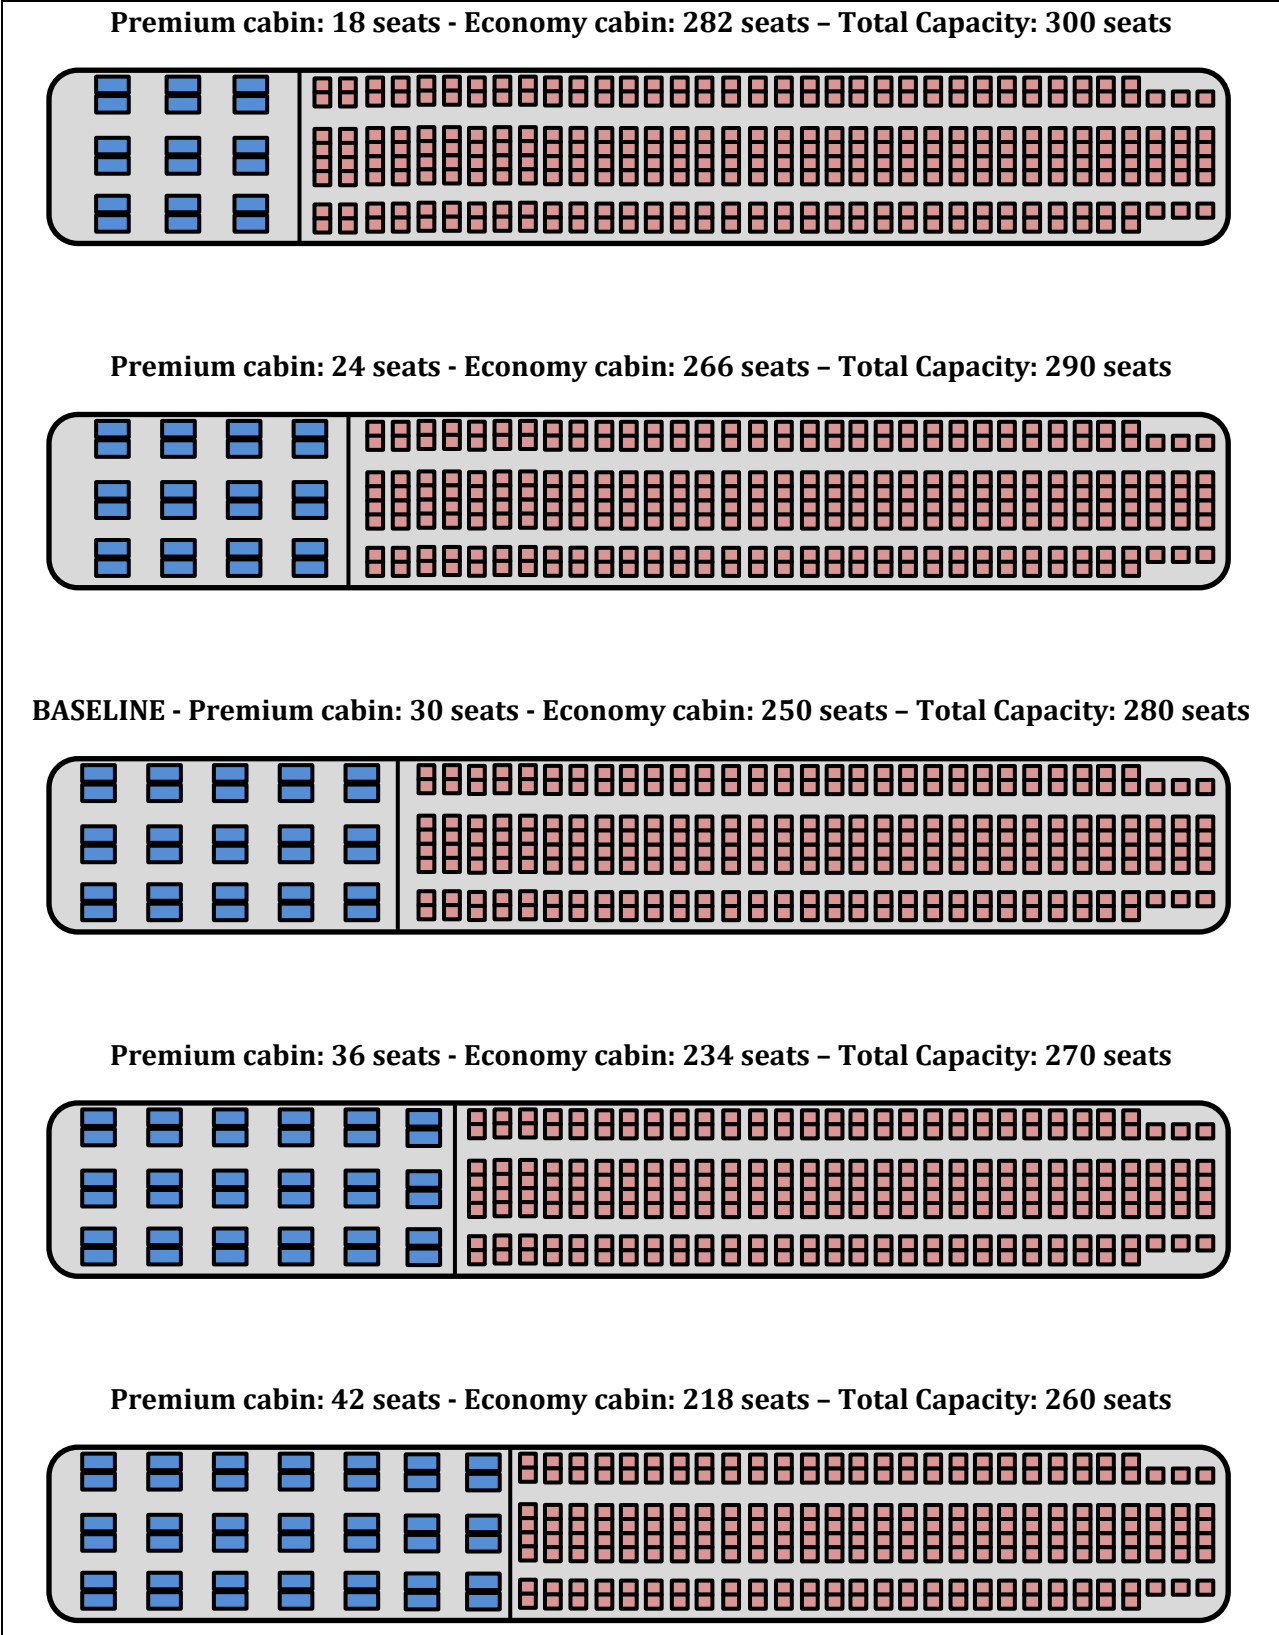 Premium cabin: 18 seats - Economy cabin: 282 seats – Total Capacity: 300 seats
Premium cabin: 24 seats - Economy cabin: 266 seats – Total Capacity: 290 seats
BASELINE - Premium cabin: 30 seats - Economy cabin: 250 seats – Total Capacity: 280 seats
Premium cabin: 36 seats - Economy cabin: 234 seats – Total Capacity: 270 seats
Premium cabin: 42 seats - Economy cabin: 218 seats – Total Capacity: 260 seats